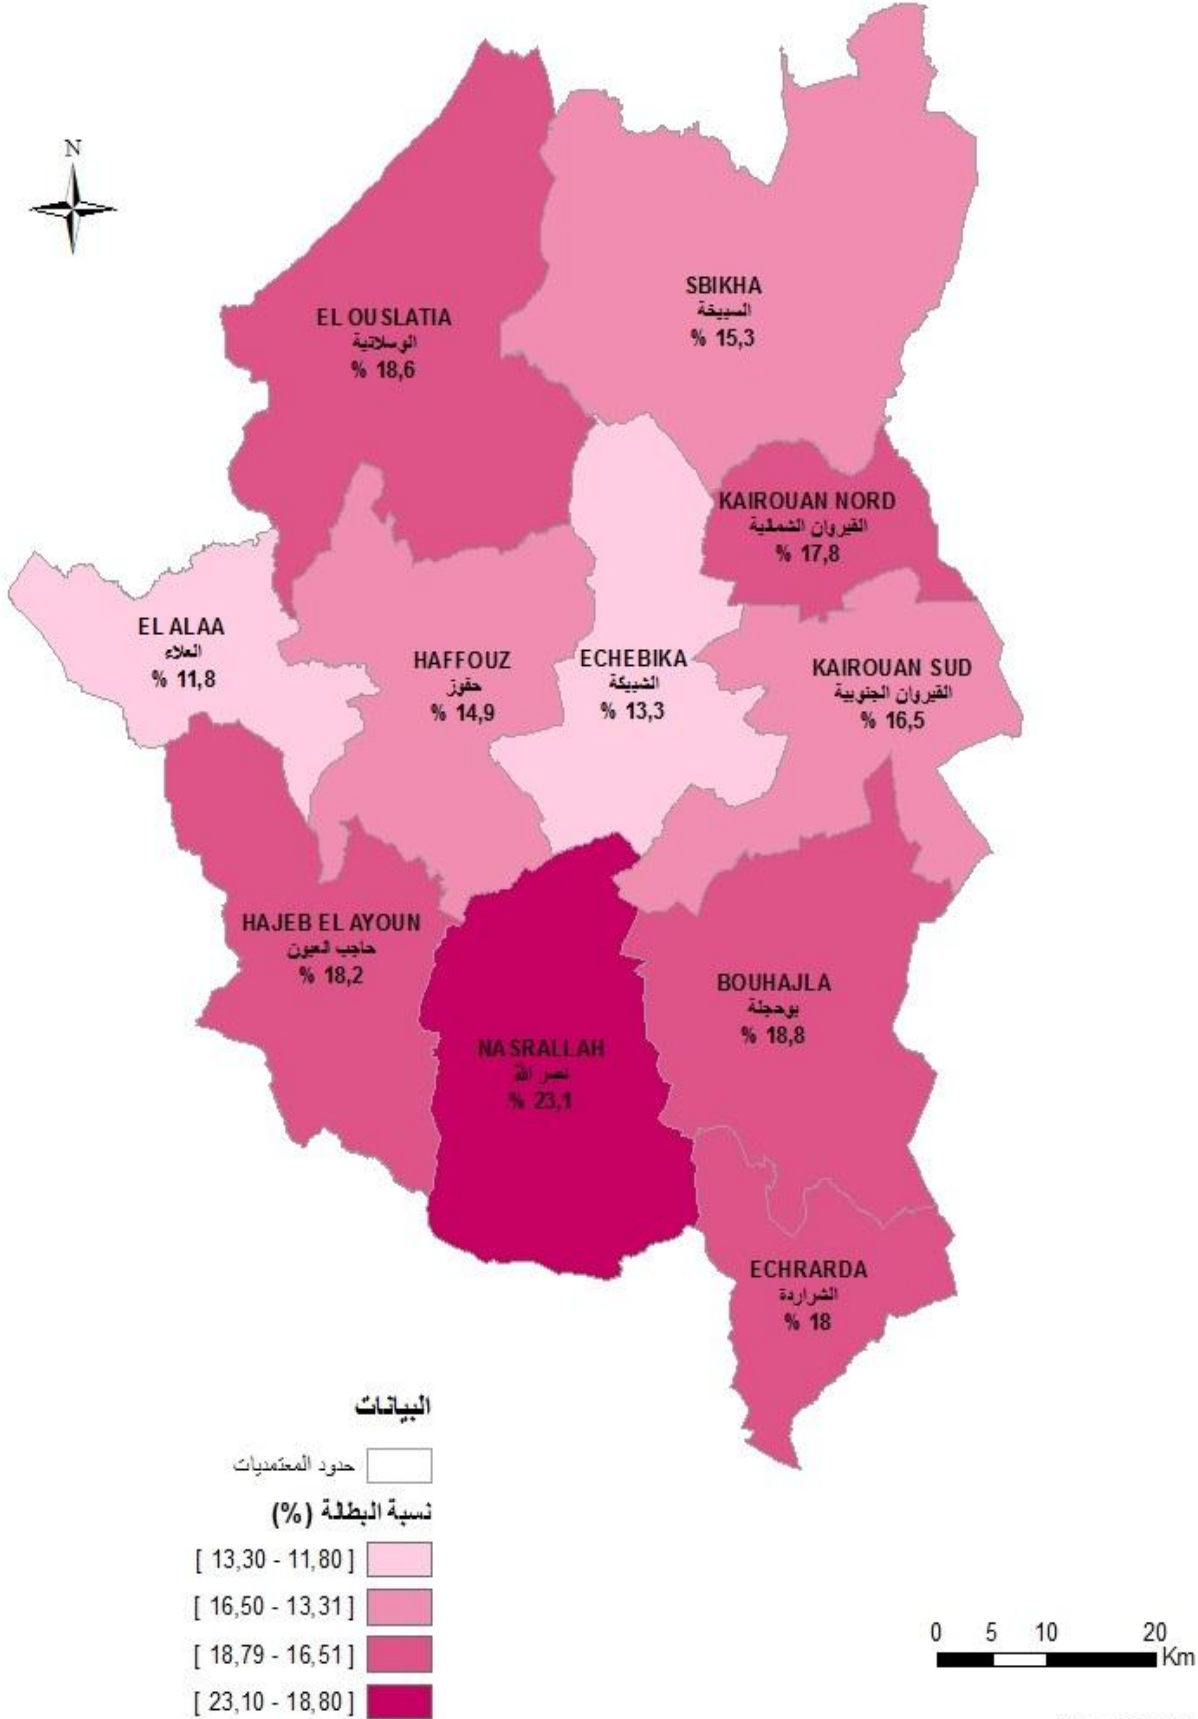 N
SBIKHA
السبيخة
% 15,3
EL OUSLATIA
الوسلاتية
% 18,6
KAIROUAN NORD
القيروان الشمالية
% 17,8
EL ALAA
العلاء
% 11,8
HAFFOUZ
حفوز
% 14,9
ECHEBIKA
الشبيكة
% 13,3
KAIROUAN SUD
القيروان الجنوبية
% 16,5
HAJEB EL AYOUN
حاجب العيون
% 18,2
BOUHAJLA
بوحجلة
% 18,8
NASRALLAH
نصر الله
% 23,1
ECHRARDA
الشراردة
% 18
البيانات
حدود المعتمديات
نسبة البطالة (%)
[ 13,30 - 11,80 ]
[ 16,50 - 13,31 ]
[ 18,79 - 16,51 ]
[ 23,10 - 18,80 ]
0 5 10 20
Km